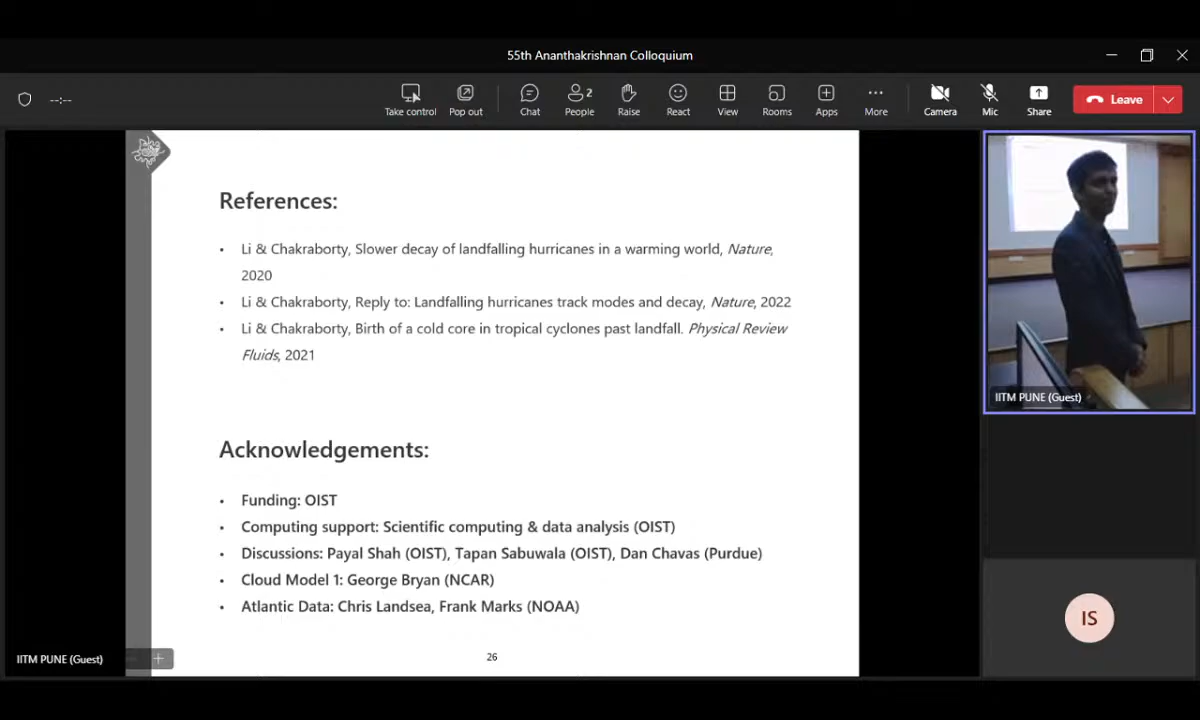 55th Ananthakrishnan Colloquium
--:--
Take control
Pop out
Chat
2
People
Raise
React
View
Rooms
Apps
More
Camera
Mic
Share
Leave
References:
• Li & Chakraborty, Slower decay of landfalling hurricanes in a warming world, Nature,
2020
• Li & Chakraborty, Reply to: Landfalling hurricanes track modes and decay, Nature, 2022
• Li & Chakraborty, Birth of a cold core in tropical cyclones past landfall. Physical Review
Fluids, 2021
Acknowledgements:
• Funding: OIST
• Computing support: Scientific computing & data analysis (OIST)
• Discussions: Payal Shah (OIST), Tapan Sabuwala (OIST), Dan Chavas (Purdue)
• Cloud Model 1: George Bryan (NCAR)
• Atlantic Data: Chris Landsea, Frank Marks (NOAA)
26
IITM PUNE (Guest)
IITM PUNE (Guest)
IS